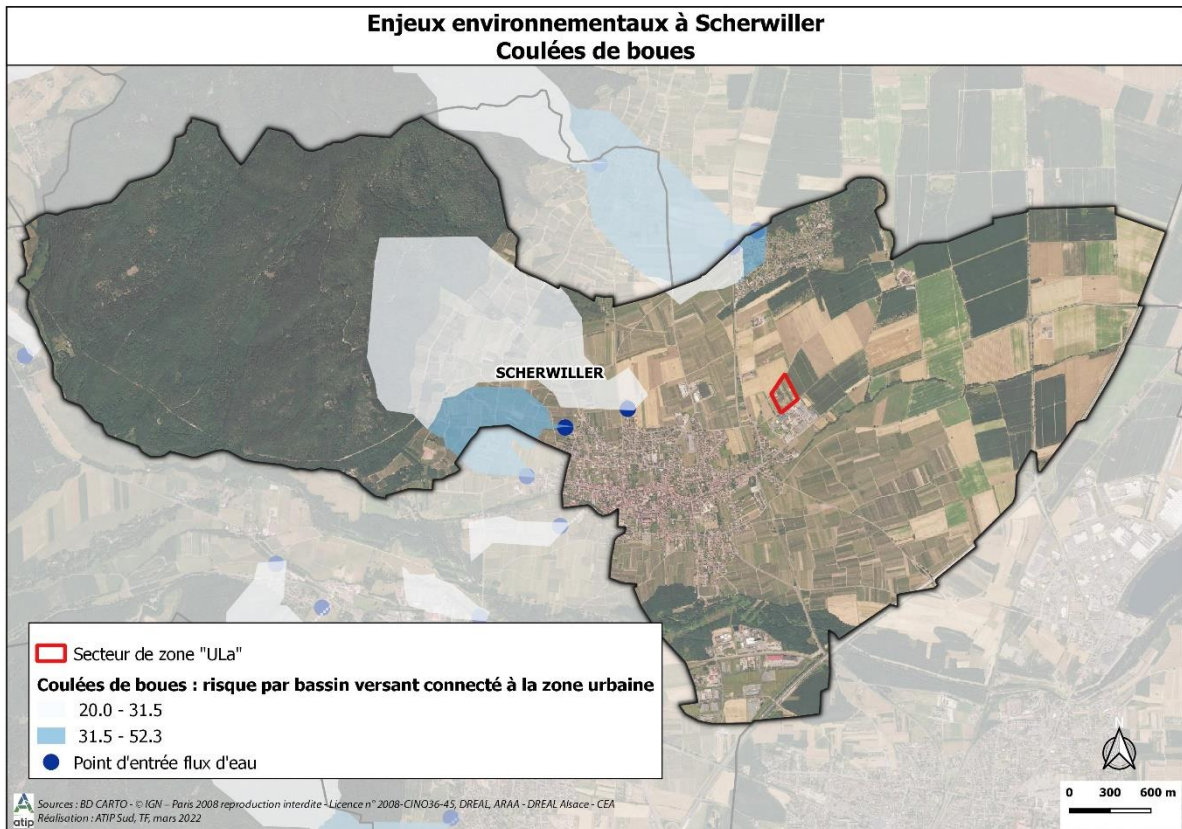 Enjeux environnementaux à Scherwiller
Coulées de boues
SCHERWILLER
Secteur de zone "ULa"
Coulées de boues : risque par bassin versant connecté à la zone urbaine
20.0 - 31.5
31.5 - 52.3
Point d'entrée flux d'eau
N
0 300 600 m
atip
Sources : BD CARTO - © IGN – Paris 2008 reproduction interdite - Licence n° 2008-CINO36-45, DREAL, ARAA - DREAL Alsace - CEA
Réalisation : ATIP Sud, TF, mars 2022